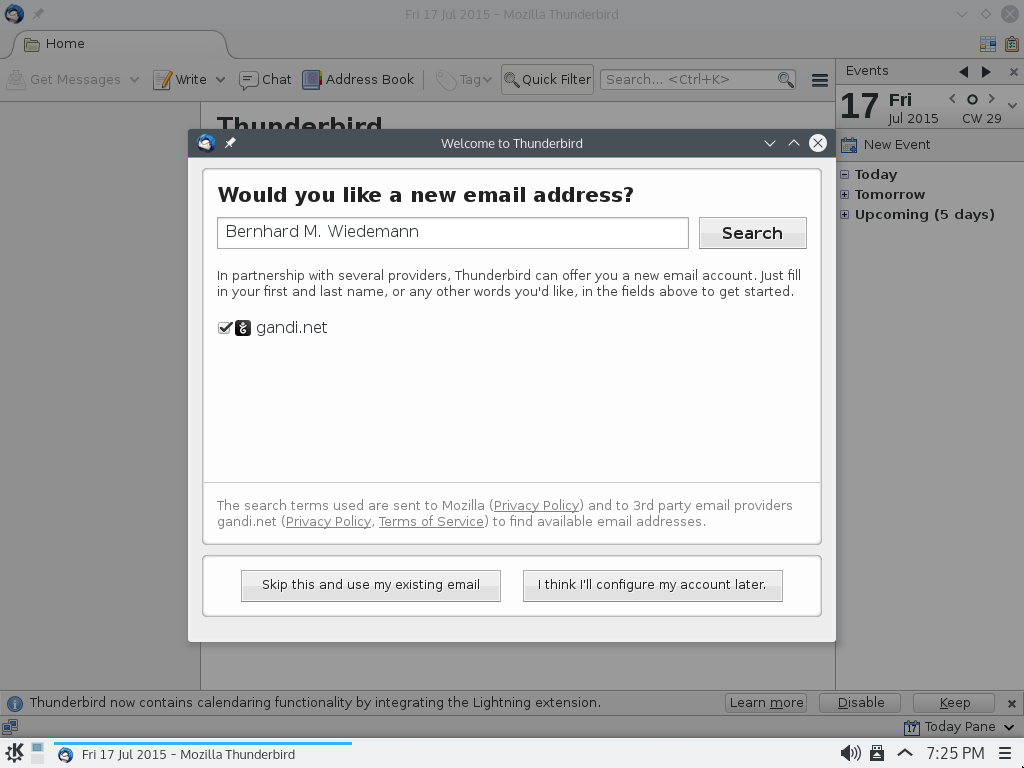 Fri 17 Jul 2015 - Mozilla Thunderbird
Home
Get Messages
Write
Chat
Address Book
Tag
Quick Filter
Search... <Ctrl+K>
Events
17
Fri
Jul 2015
CW 29
New Event
Today
Tomorrow
Upcoming (5 days)
Thunderbird
Welcome to Thunderbird
Would you like a new email address?
Bernhard M. Wiedemann
Search
In partnership with several providers, Thunderbird can offer you a new email account. Just fill
in your first and last name, or any other words you'd like, in the fields above to get started.
gandi.net
The search terms used are sent to Mozilla (Privacy Policy) and to 3rd party email providers
gandi.net (Privacy Policy, Terms of Service) to find available email addresses.
Skip this and use my existing email
I think I'll configure my account later.
Thunderbird now contains calendaring functionality by integrating the Lightning extension.
Learn more
Disable
Keep
17
Today Pane
Fri 17 Jul 2015 - Mozilla Thunderbird
7:25 PM